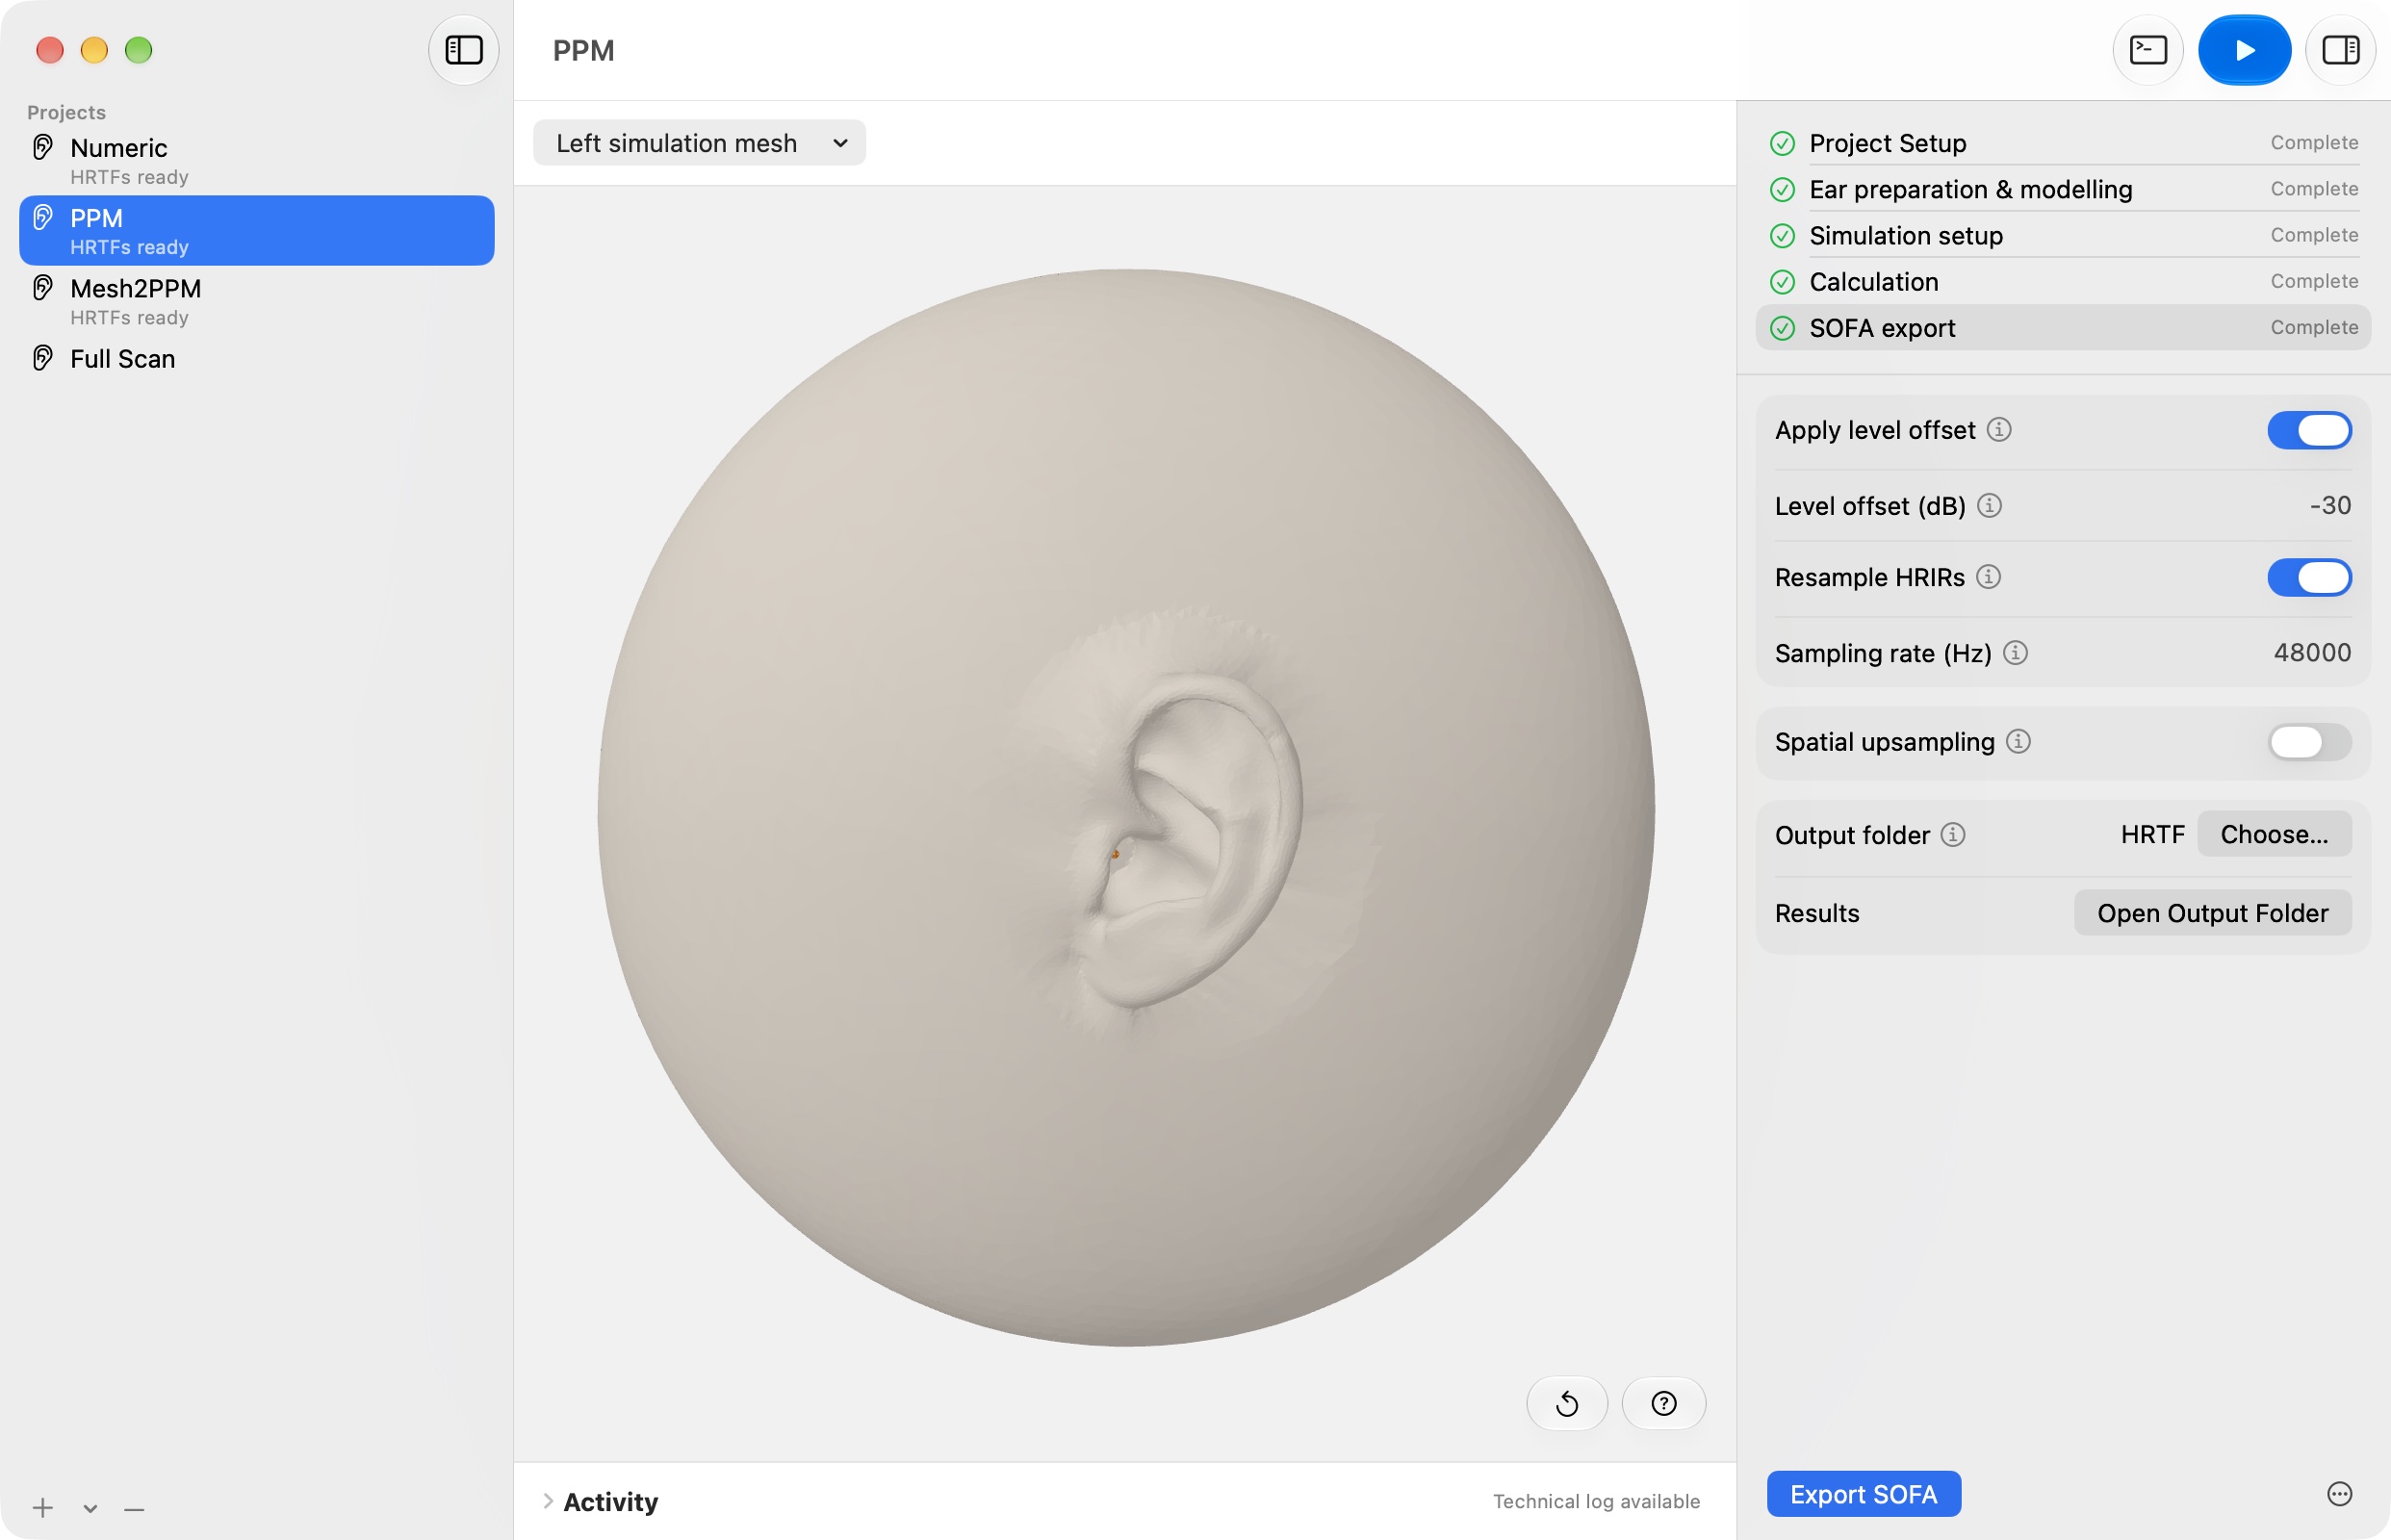 PPM
Projects
Numeric
HRTFs ready
PPM
HRTFs ready
Mesh2PPM
HRTFs ready
Full Scan
Left simulation mesh
Activity
Technical log available
Project Setup Complete
Ear preparation & modelling Complete
Simulation setup Complete
Calculation Complete
SOFA export Complete
Apply level offset
Level offset (dB) -30
Resample HRIRs
Sampling rate (Hz) 48000
Spatial upsampling
Output folder HRTF Choose...
Results Open Output Folder
Export SOFA